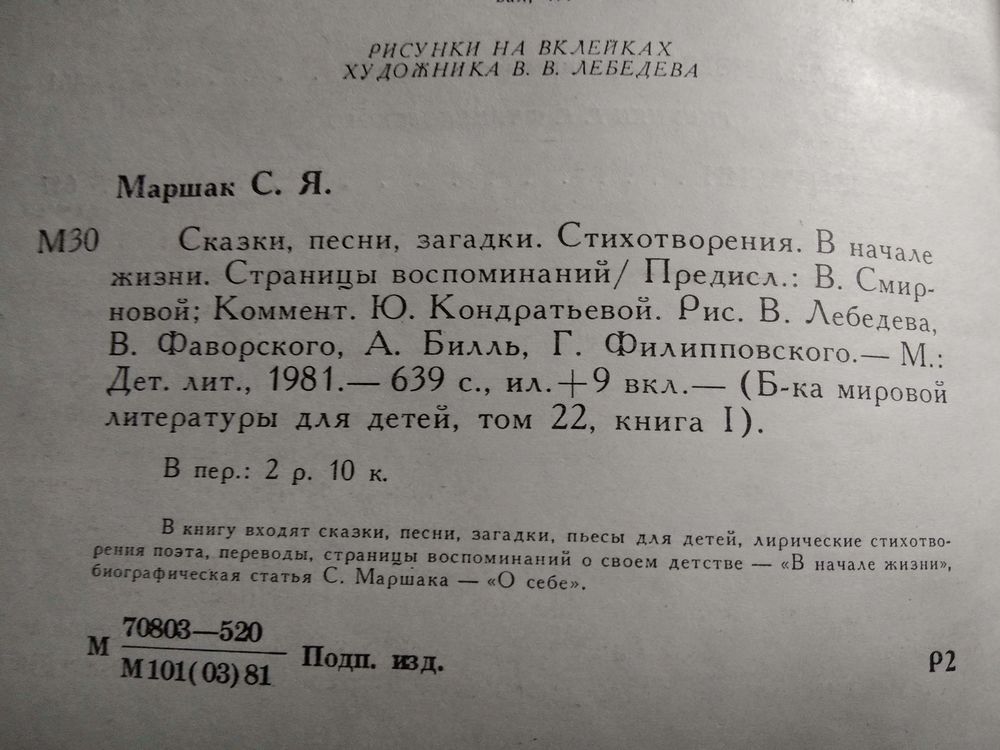 РИСУНКИ НА ВКЛЕЙКАХ
ХУДОЖНИКА В. В. ЛЕБЕДЕВА
Маршак С. Я.
М30 Сказки, песни, загадки. Стихотворения. В начале
жизни. Страницы воспоминаний/ Предисл.: В. Смир-
новой; Коммент. Ю. Кондратьевой. Рис. В. Лебедева,
В. Фаворского, А. Билль, Г. Филипповского.— М.:
Дет. лит., 1981.— 639 с., ил.+9 вкл.— (Б-ка мировой
литературы для детей, том 22, книга I).
В пер.: 2 р. 10 к.
В книгу входят сказки, песни, загадки, пьесы для детей, лирические стихотво-
рения поэта, переводы, страницы воспоминаний о своем детстве — «В начале жизни»,
биографическая статья С. Маршака — «О себе».
М 70803—520
М101(03)81 Подп. изд. Р2